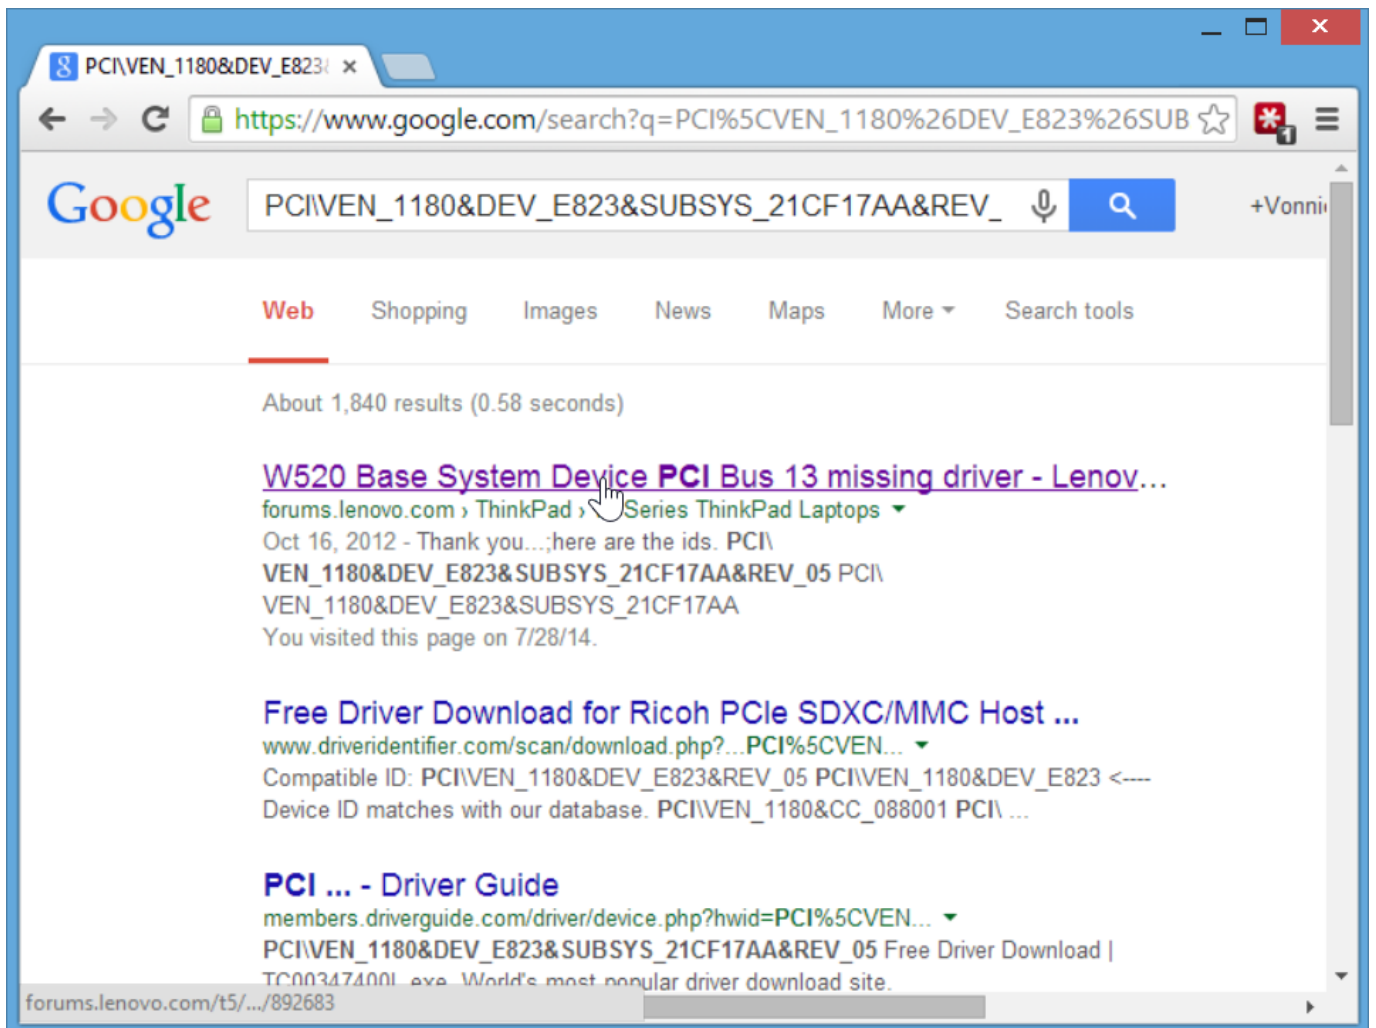 PCI\VEN_1180&DEV_E823
https://www.google.com/search?q=PCI%5CVEN_1180%26DEV_E823%26SUB
1
Google
PCI\VEN_1180&DEV_E823&SUBSYS_21CF17AA&REV_
+Vonni
Web Shopping Images News Maps More Search tools
About 1,840 results (0.58 seconds)
W520 Base System Device PCI Bus 13 missing driver - Lenov...
forums.lenovo.com › ThinkPad › Series ThinkPad Laptops
Oct 16, 2012 - Thank you...;here are the ids. PCI\
VEN_1180&DEV_E823&SUBSYS_21CF17AA&REV_05 PCI\
VEN_1180&DEV_E823&SUBSYS_21CF17AA
You visited this page on 7/28/14.
Free Driver Download for Ricoh PCIe SDXC/MMC Host ...
www.driveridentifier.com/scan/download.php?...PCI%5CVEN...
Compatible ID: PCI\VEN_1180&DEV_E823&REV_05 PCI\VEN_1180&DEV_E823 <----
Device ID matches with our database. PCI\VEN_1180&CC_088001 PCI\ ...
PCI ... - Driver Guide
members.driverguide.com/driver/device.php?hwid=PCI%5CVEN...
PCI\VEN_1180&DEV_E823&SUBSYS_21CF17AA&REV_05 Free Driver Download |
World's most popular driver download site.
forums.lenovo.com/t5/.../892683